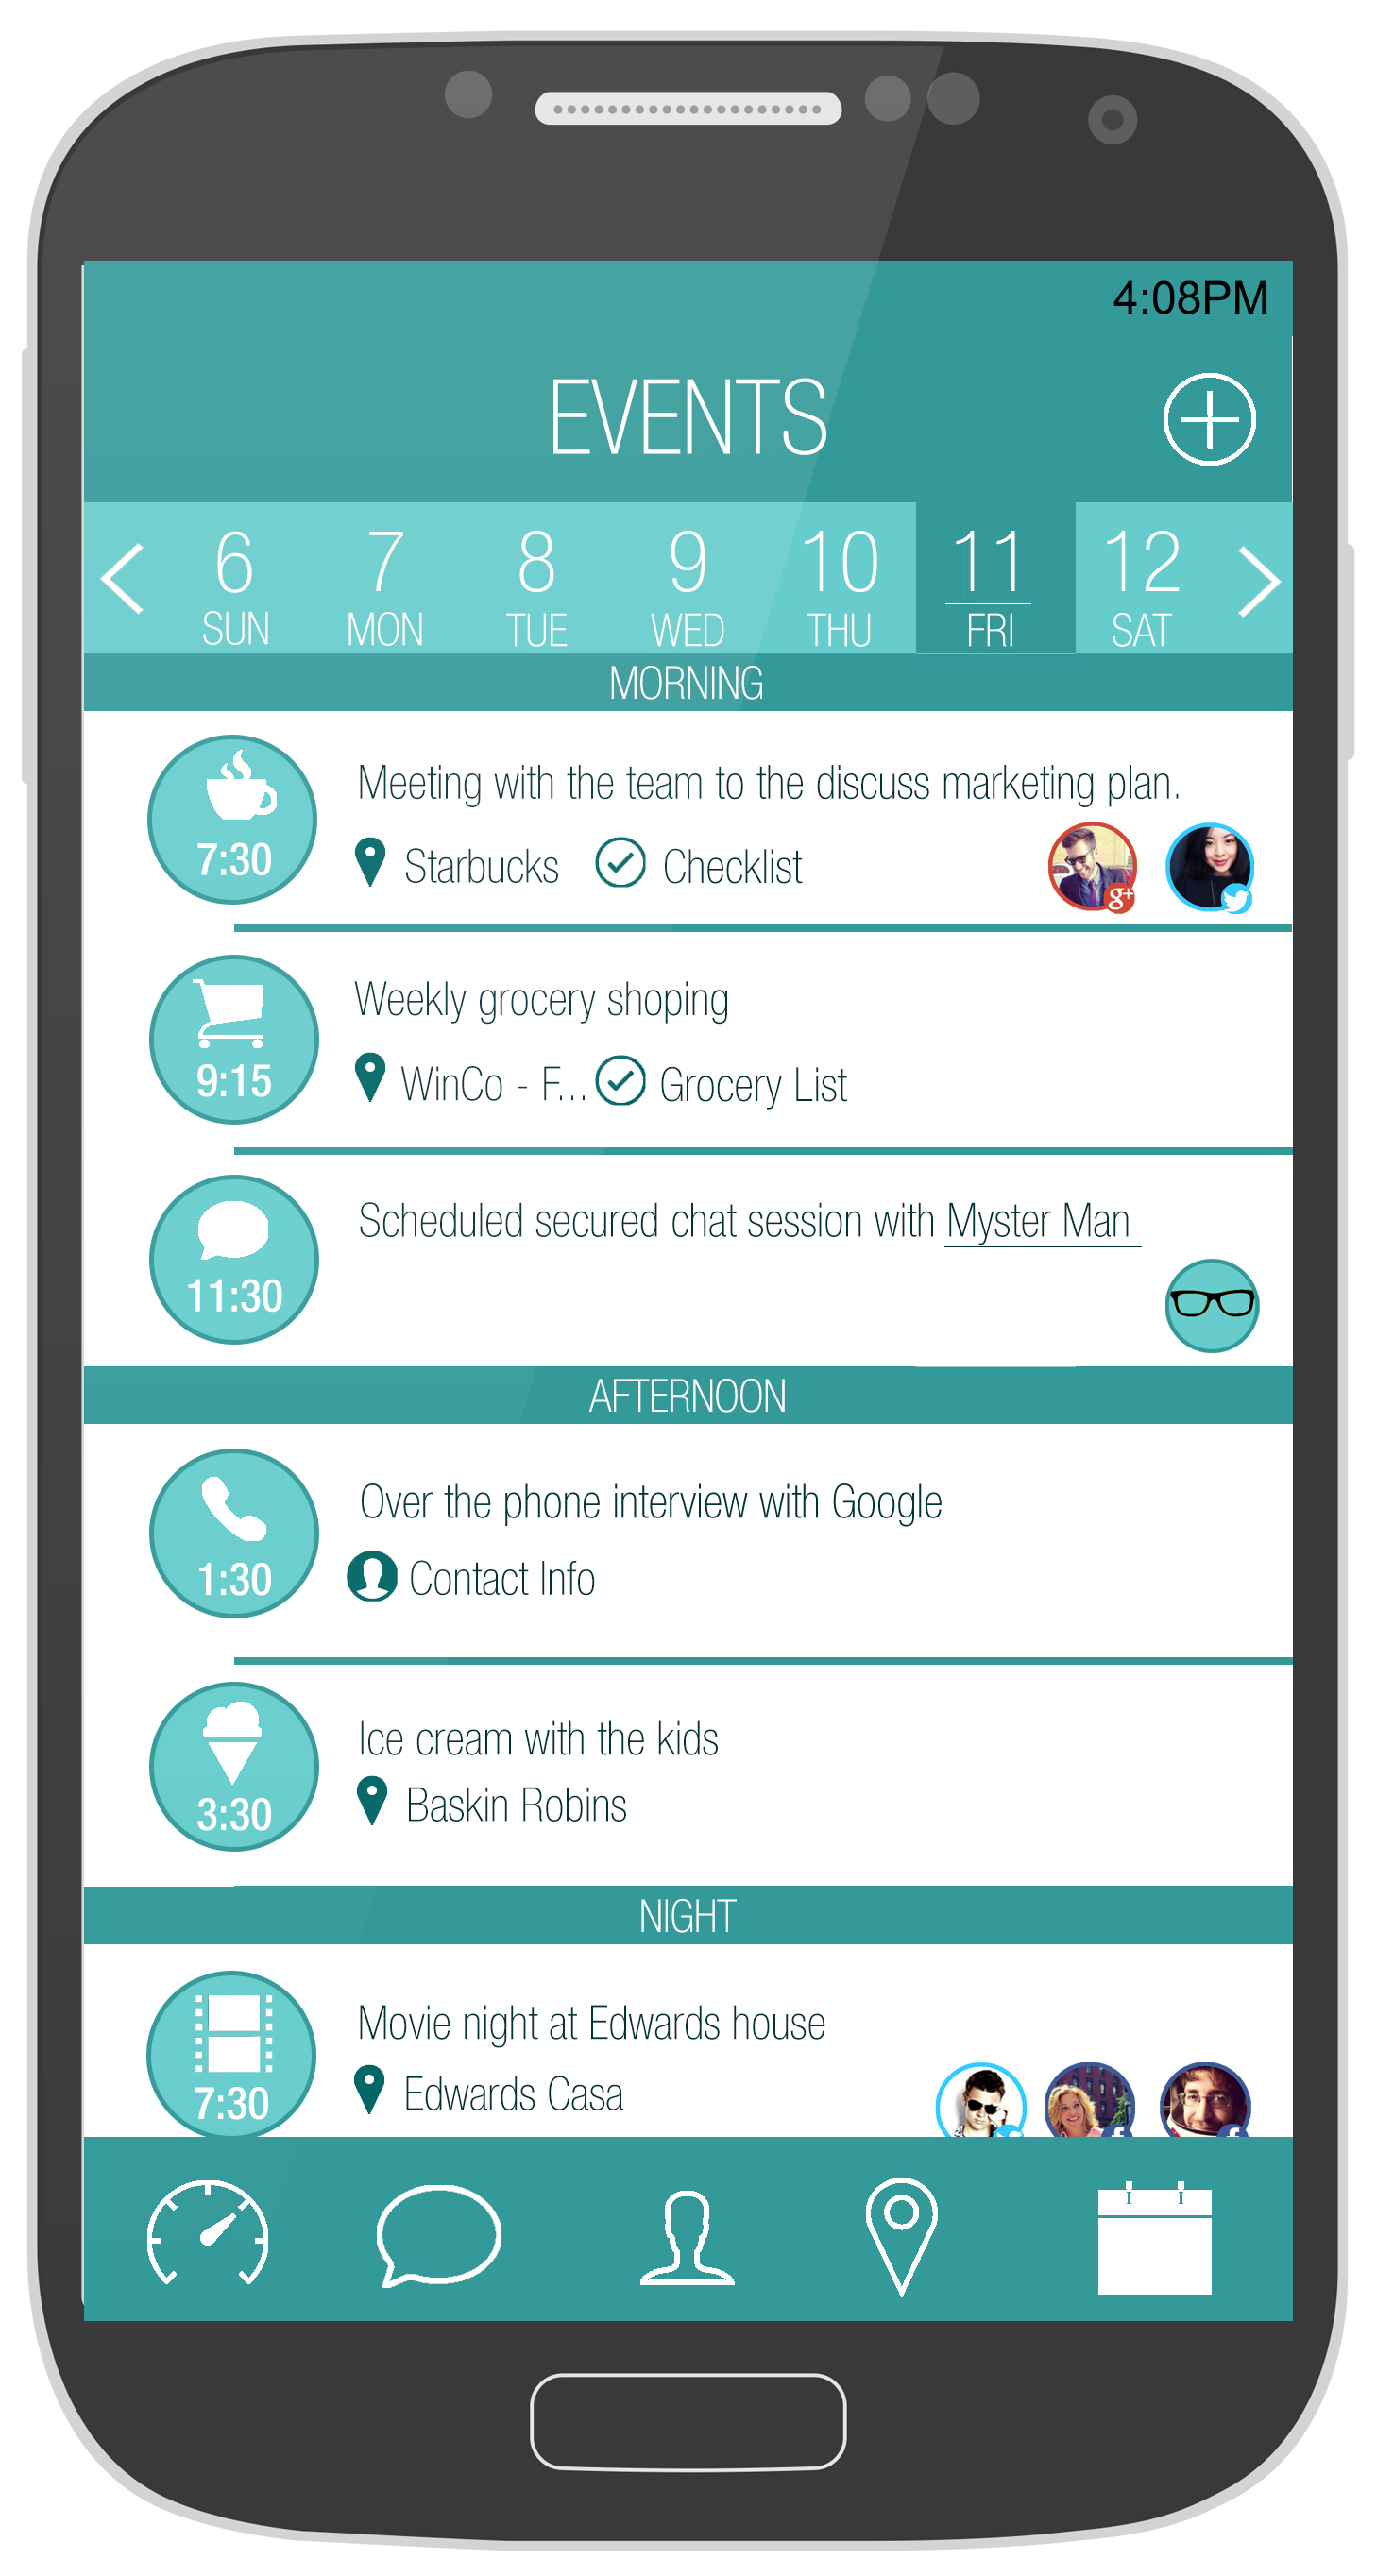 4:08PM
EVENTS
6 7 8 9 10 11 12
SUN MON TUE WED THU FRI SAT
MORNING
Meeting with the team to the discuss marketing plan.
7:30 Starbucks Checklist
g+
Weekly grocery shoping
9:15 WinCo - F... Grocery List
Scheduled secured chat session with Myster Man
11:30
AFTERNOON
Over the phone interview with Google
1:30 Contact Info
Ice cream with the kids
3:30 Baskin Robins
NIGHT
Movie night at Edwards house
7:30 Edwards Casa